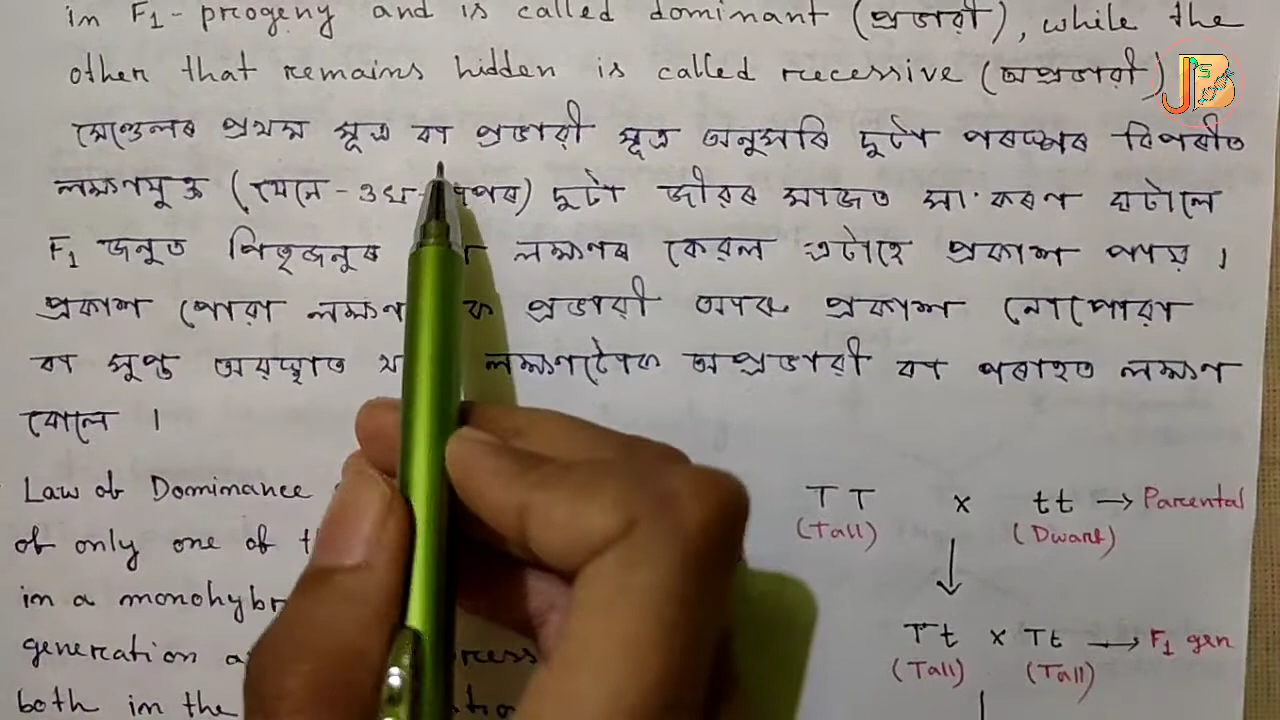 in F1 - progeny and is called dominant (প্ৰভাৱী), while the
other that remains hidden is called recessive (অপ্ৰভাৱী)
মেণ্ডেলৰ প্ৰথম সূত্ৰ বা প্ৰভাৱী সূত্ৰ অনুসৰি দুটা পৰস্পৰ বিপৰীত
লক্ষণযুক্ত (যেনে - ওখ - চাপৰ) দুটা জীৱৰ মাজত সংকৰণ ঘটালে
F1 জনুত পিতৃজনুৰ লক্ষণৰ কেৱল এটাহে প্ৰকাশ পায় ।
প্ৰকাশ পোৱা লক্ষণ ক প্ৰভাৱী আৰু প্ৰকাশ নোপোৱা
বা সুপ্ত অৱস্থাত লক্ষণটোক অপ্ৰভাৱী বা পৰাহত লক্ষণ
বোলে ।
Law of Dominance
of only one of
in a monohyb
generation
both in the
TT x tt → Parental
(Tall) (Dwarf)
Tt x Tt → F1 gen
(Tall) (Tall)